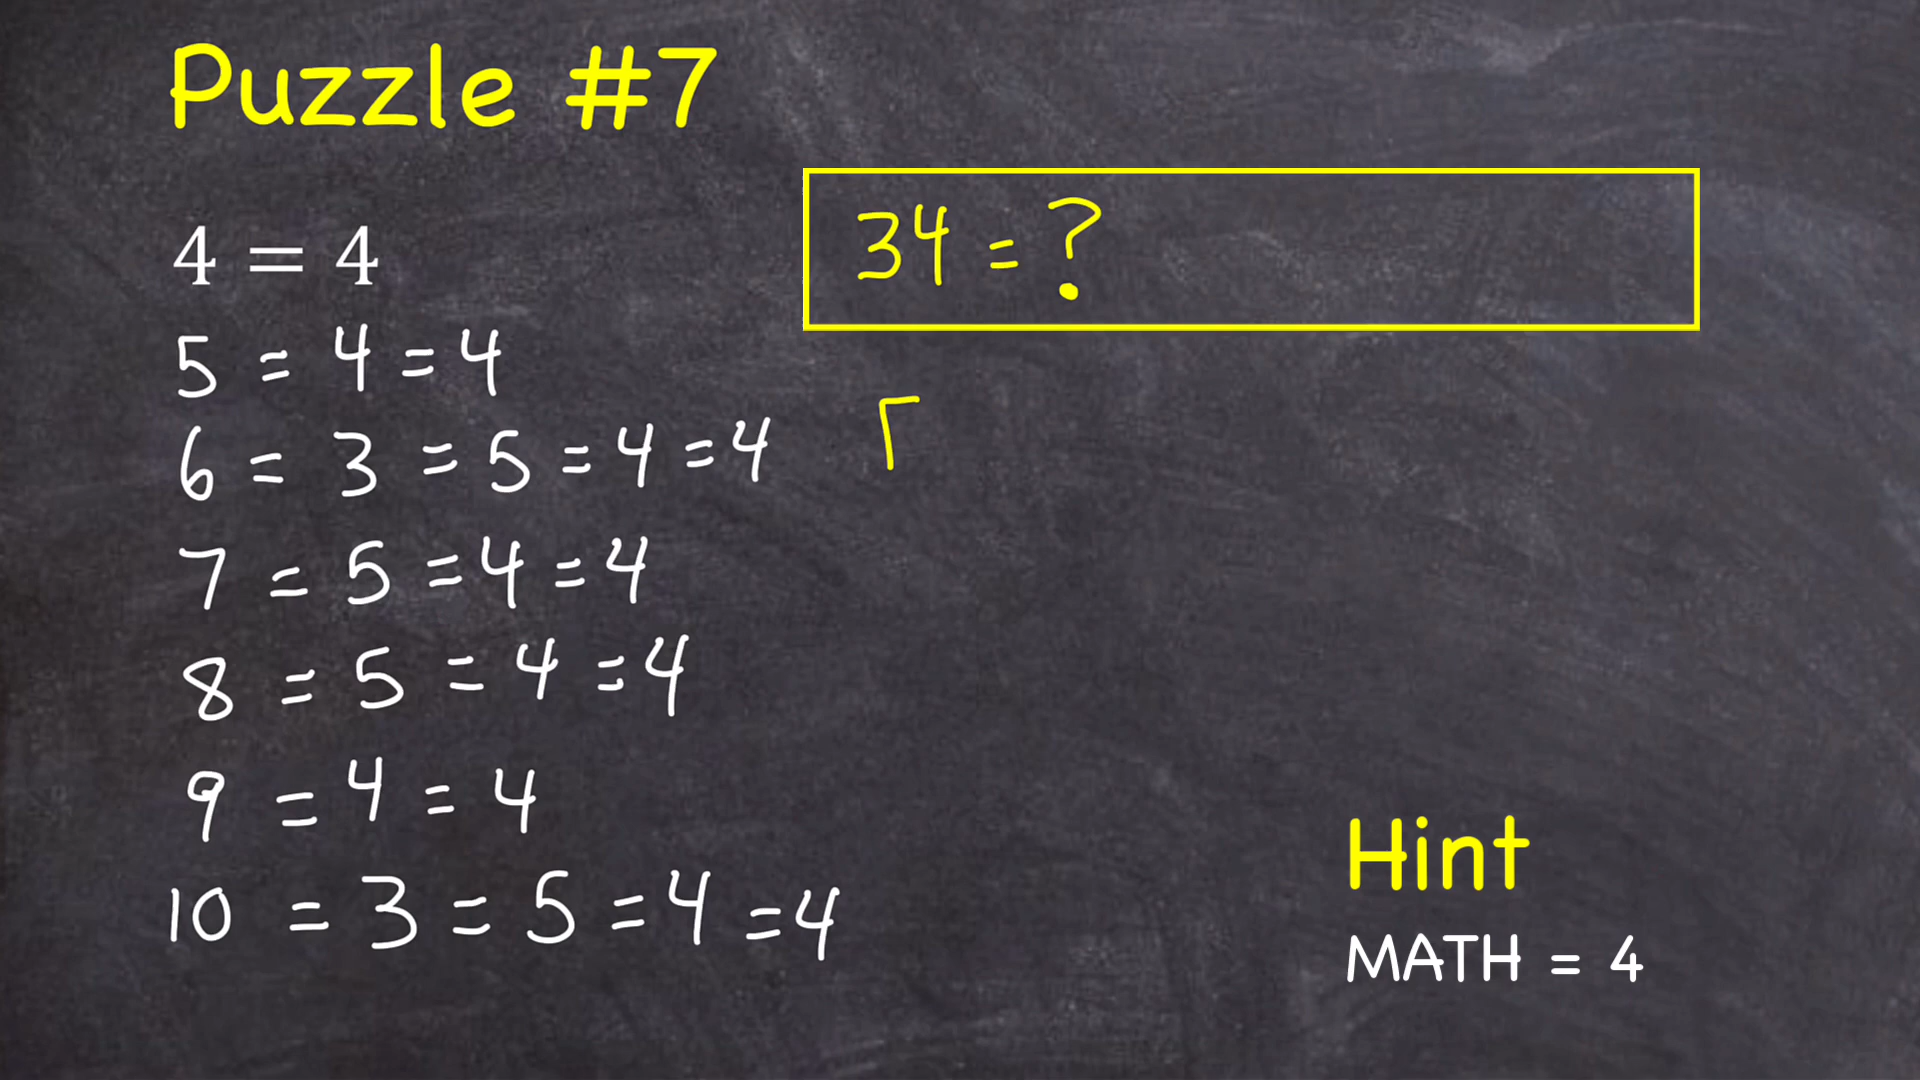 Puzzle #7
4 = 4
5 = 4 = 4
6 = 3 = 5 = 4 = 4
7 = 5 = 4 = 4
8 = 5 = 4 = 4
9 = 4 = 4
10 = 3 = 5 = 4 = 4
34 = ?
Hint
MATH = 4